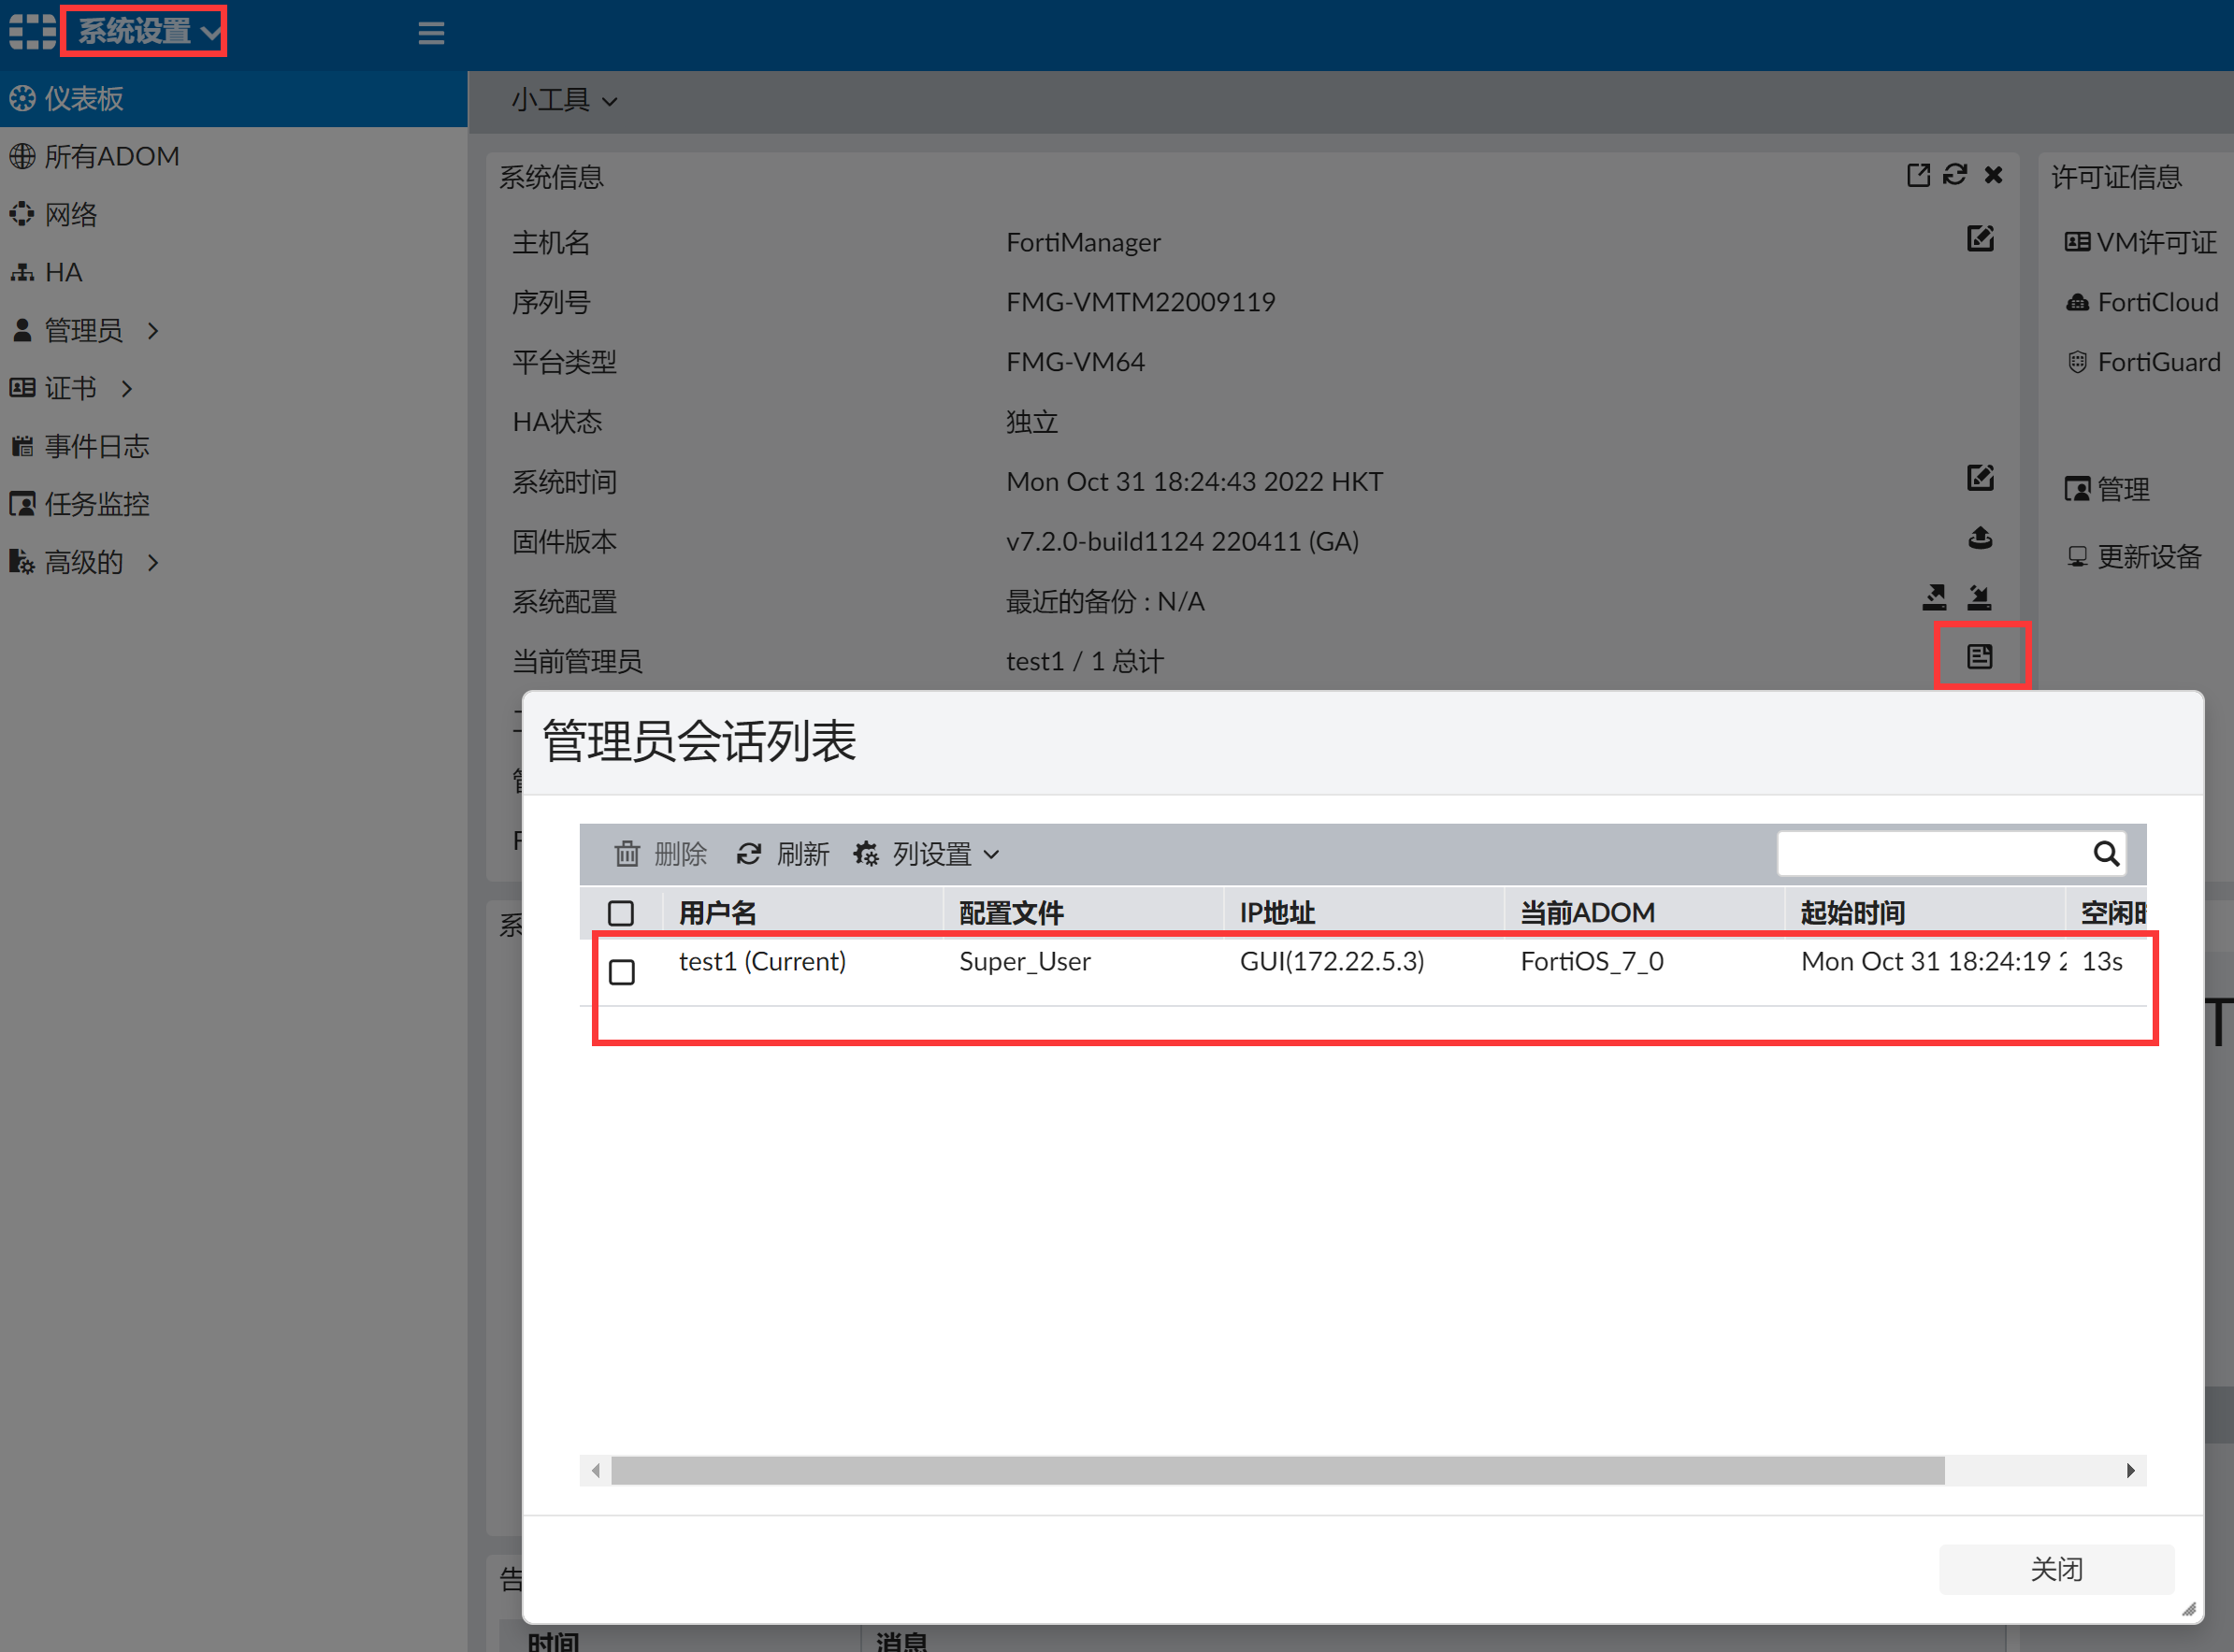 系统设置
仪表板
小工具
所有ADOM
网络
HA
管理员
证书
事件日志
任务监控
高级的
系统信息
主机名 FortiManager
序列号 FMG-VMTM22009119
平台类型 FMG-VM64
HA状态 独立
系统时间 Mon Oct 31 18:24:43 2022 HKT
固件版本 v7.2.0-build1124 220411 (GA)
系统配置 最近的备份 : N/A
当前管理员 test1 / 1 总计
许可证信息
VM许可证
FortiCloud
FortiGuard
管理
更新设备
管理员会话列表
删除 刷新 列设置
用户名 配置文件 IP地址 当前ADOM 起始时间 空闲
test1 (Current) Super_User GUI(172.22.5.3) FortiOS_7_0 Mon Oct 31 18:24:19 13s
关闭
系
告
时间 消息